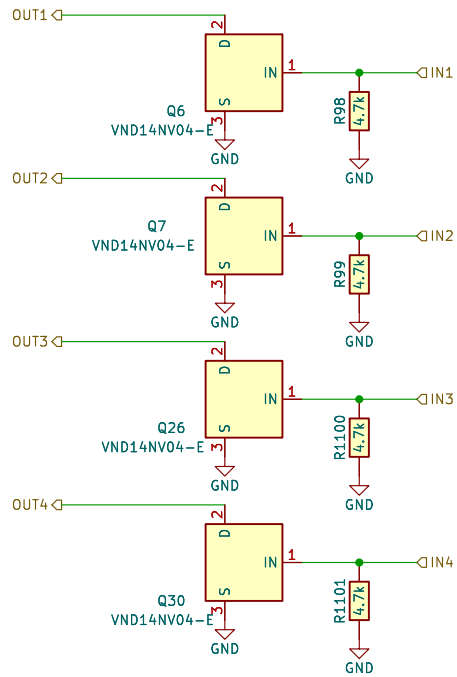 OUT1
2
D
IN
1
IN1
Q6
VND14NV04-E
S
3
GND
R98
4.7k
GND
OUT2
2
D
IN
1
IN2
Q7
VND14NV04-E
S
3
GND
R99
4.7k
GND
OUT3
2
D
IN
1
IN3
Q26
VND14NV04-E
S
3
GND
R1100
4.7k
GND
OUT4
2
D
IN
1
IN4
Q30
VND14NV04-E
S
3
GND
R1101
4.7k
GND